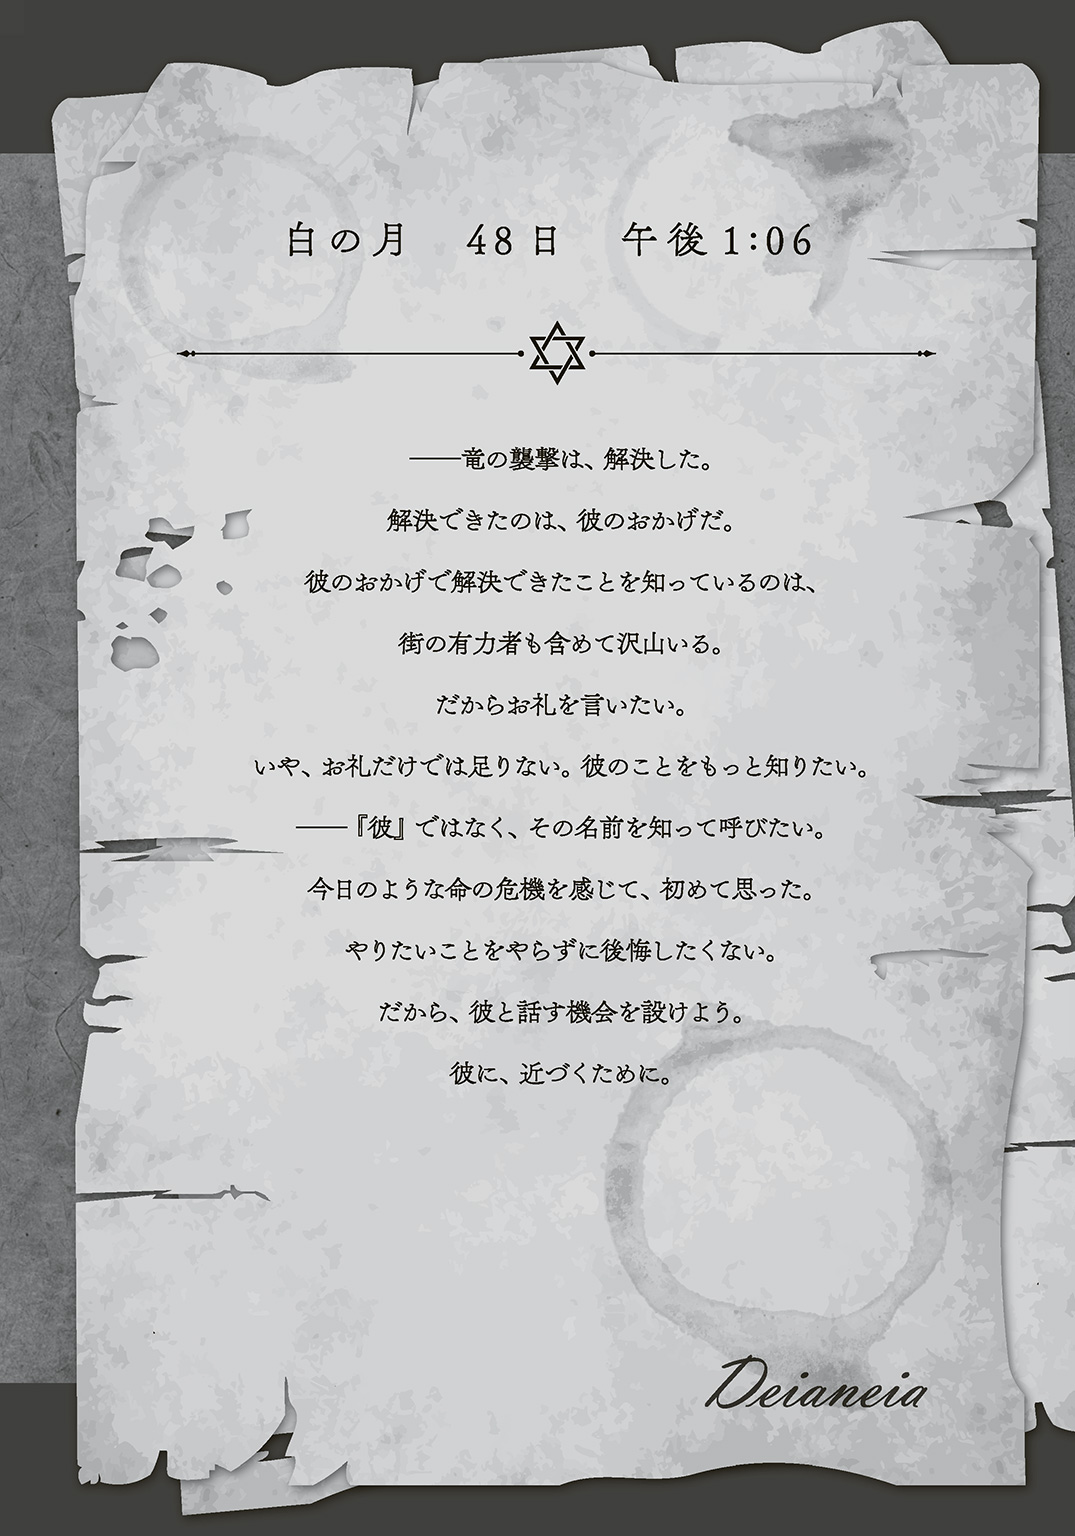 白の月　48日　午後1:06
――竜の襲撃は、解決した。
解決できたのは、彼のおかげだ。
彼のおかげで解決できたことを知っているのは、
街の有力者も含めて沢山いる。
だからお礼を言いたい。
いや、お礼だけでは足りない。彼のことをもっと知りたい。
――『彼』ではなく、その名前を知って呼びたい。
今日のような命の危機を感じて、初めて思った。
やりたいことをやらずに後悔したくない。
だから、彼と話す機会を設けよう。
彼に、近づくために。
Deianeia